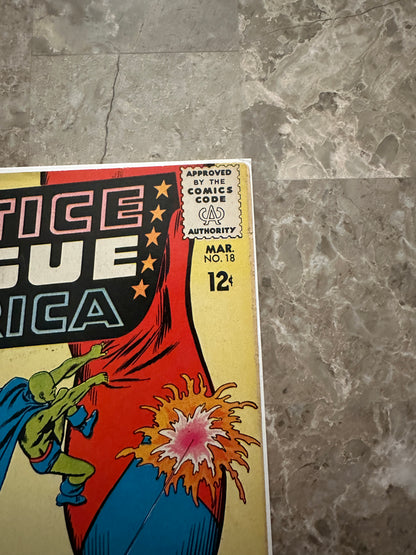 TICE
GUE
RICA
APPROVED
BY THE
COMICS
CODE
CA
AUTHORITY
MAR.
NO. 18
12¢